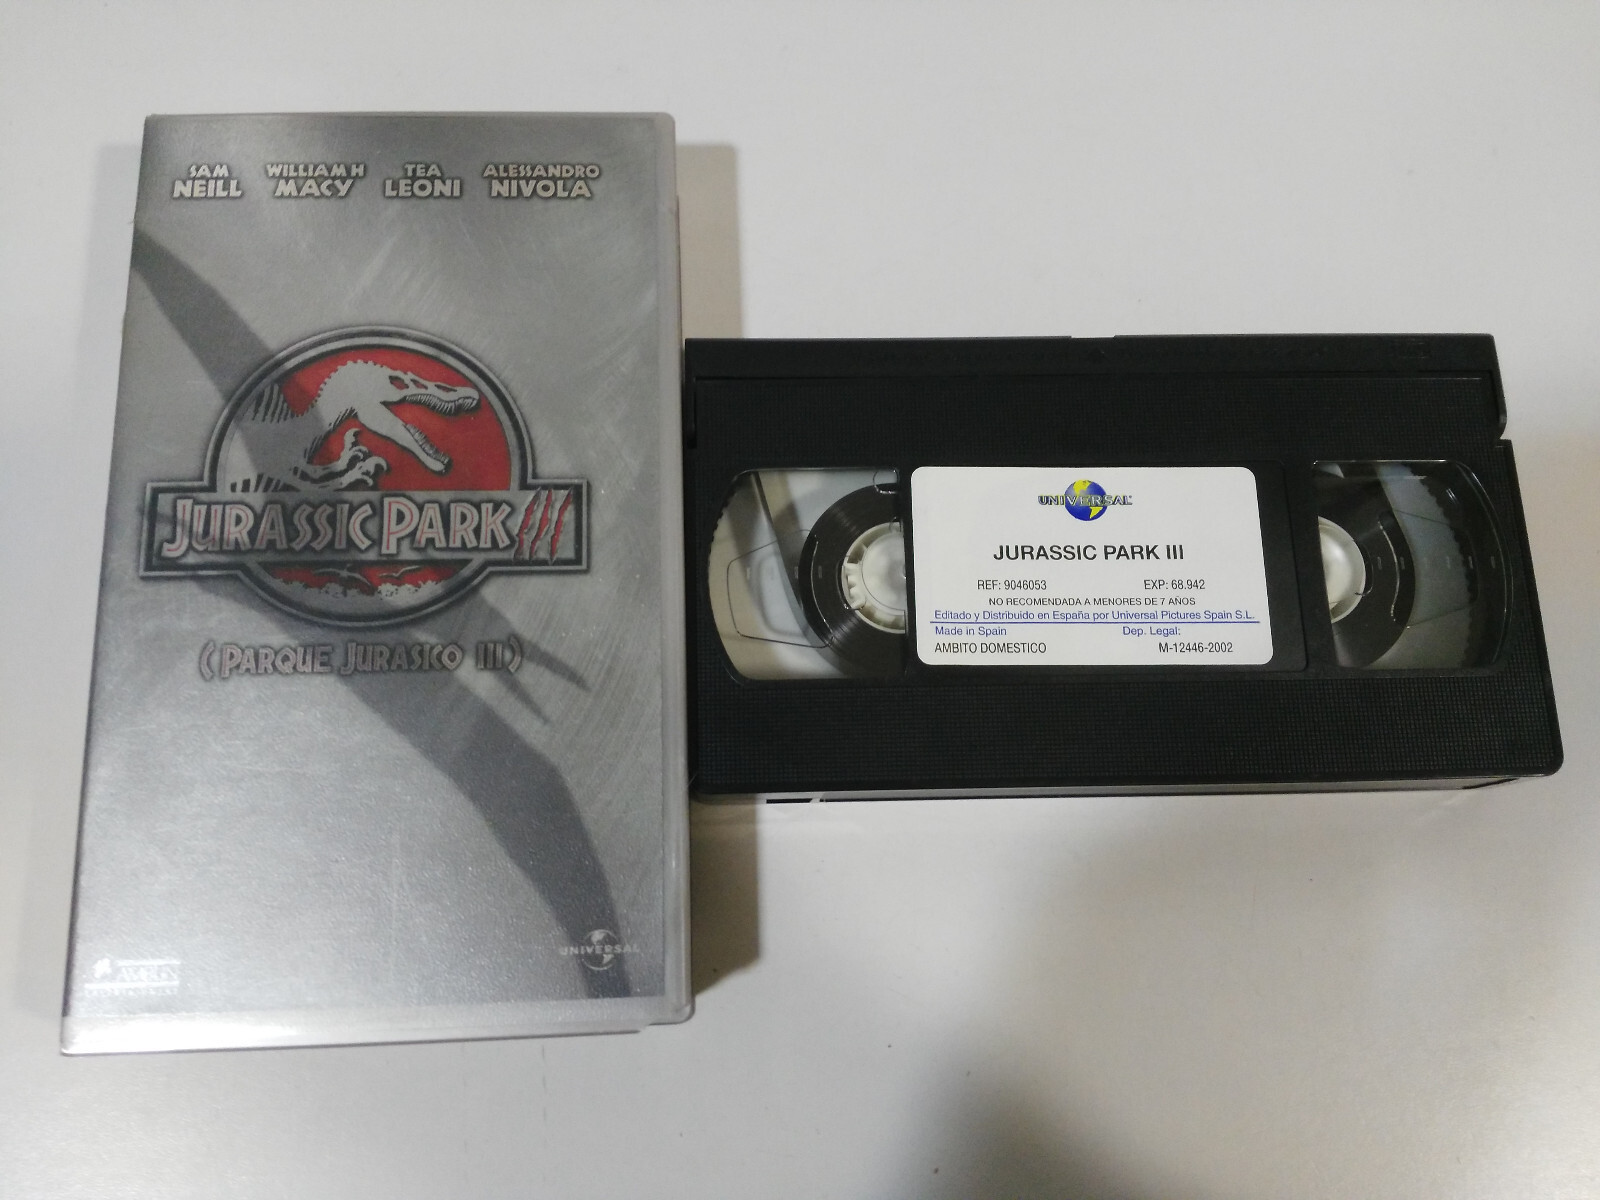 SAM NEILL WILLIAM H MACY TEA LEONI ALESSANDRO NIVOLA
JURASSIC PARK III
(PARQUE JURASICO III)
UNIVERSAL
UNIVERSAL
JURASSIC PARK III
REF: 9046053 EXP: 68.942
NO RECOMENDADA A MENORES DE 7 AÑOS
Editado y Distribuido en España por Universal Pictures Spain S.L.
Made in Spain Dep. Legal:
AMBITO DOMESTICO M-12446-2002